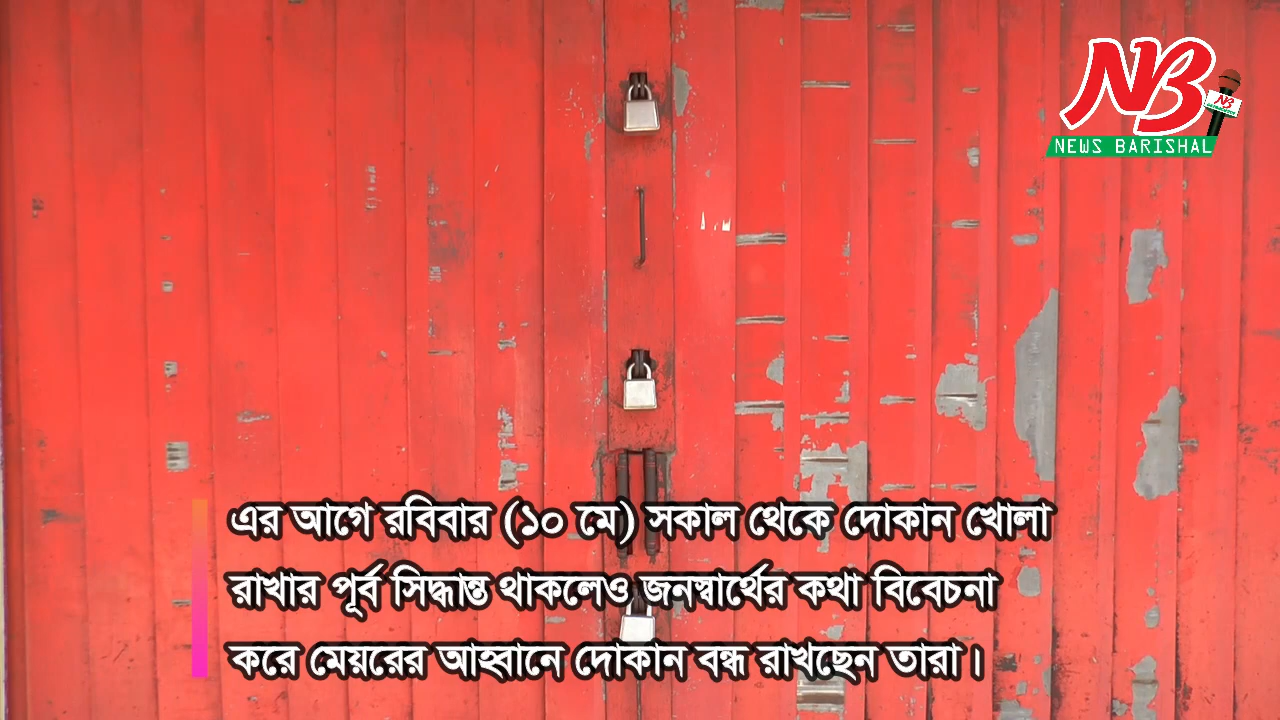 NB
NEWS BARISHAL
এর আগে রবিবার (১০ মে) সকাল থেকে দোকান খোলা
রাখার পূর্ব সিদ্ধান্ত থাকলেও জনস্বার্থের কথা বিবেচনা
করে মেয়রের আহ্বানে দোকান বন্ধ রাখছেন তারা।